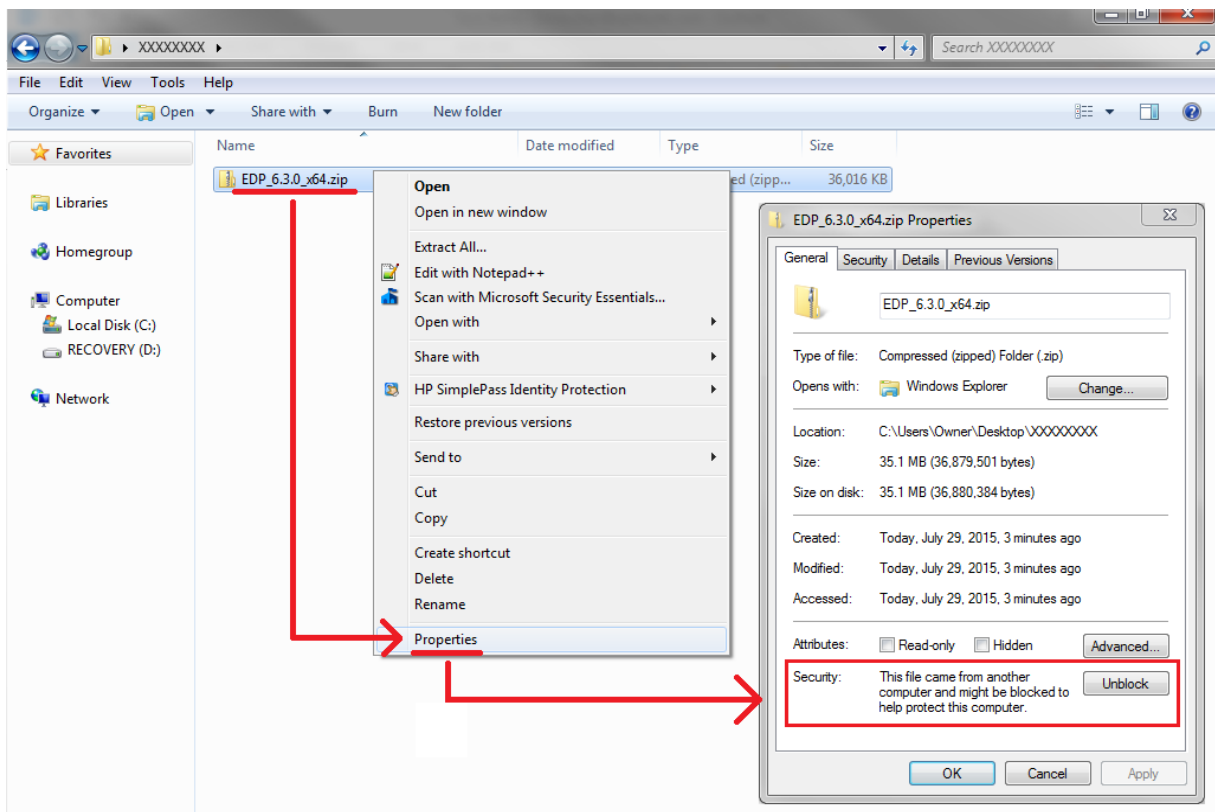 XXXXXXXX
Search XXXXXXXX
File Edit View Tools Help
Organize Open Share with Burn New folder
Favorites
Libraries
Homegroup
Computer
Local Disk (C:)
RECOVERY (D:)
Network
Name Date modified Type Size
EDP_6.3.0_x64.zip ed (zipp... 36,016 KB
Open
Open in new window
Extract All...
Edit with Notepad++
Scan with Microsoft Security Essentials...
Open with
Share with
HP SimplePass Identity Protection
Restore previous versions
Send to
Cut
Copy
Create shortcut
Delete
Rename
Properties
EDP_6.3.0_x64.zip Properties
General Security Details Previous Versions
EDP_6.3.0_x64.zip
Type of file: Compressed (zipped) Folder (.zip)
Opens with: Windows Explorer Change...
Location: C:\Users\Owner\Desktop\XXXXXXXX
Size: 35.1 MB (36,879,501 bytes)
Size on disk: 35.1 MB (36,880,384 bytes)
Created: Today, July 29, 2015, 3 minutes ago
Modified: Today, July 29, 2015, 3 minutes ago
Accessed: Today, July 29, 2015, 3 minutes ago
Attributes: Read-only Hidden Advanced...
Security: This file came from another
computer and might be blocked to
help protect this computer.
Unblock
OK Cancel Apply